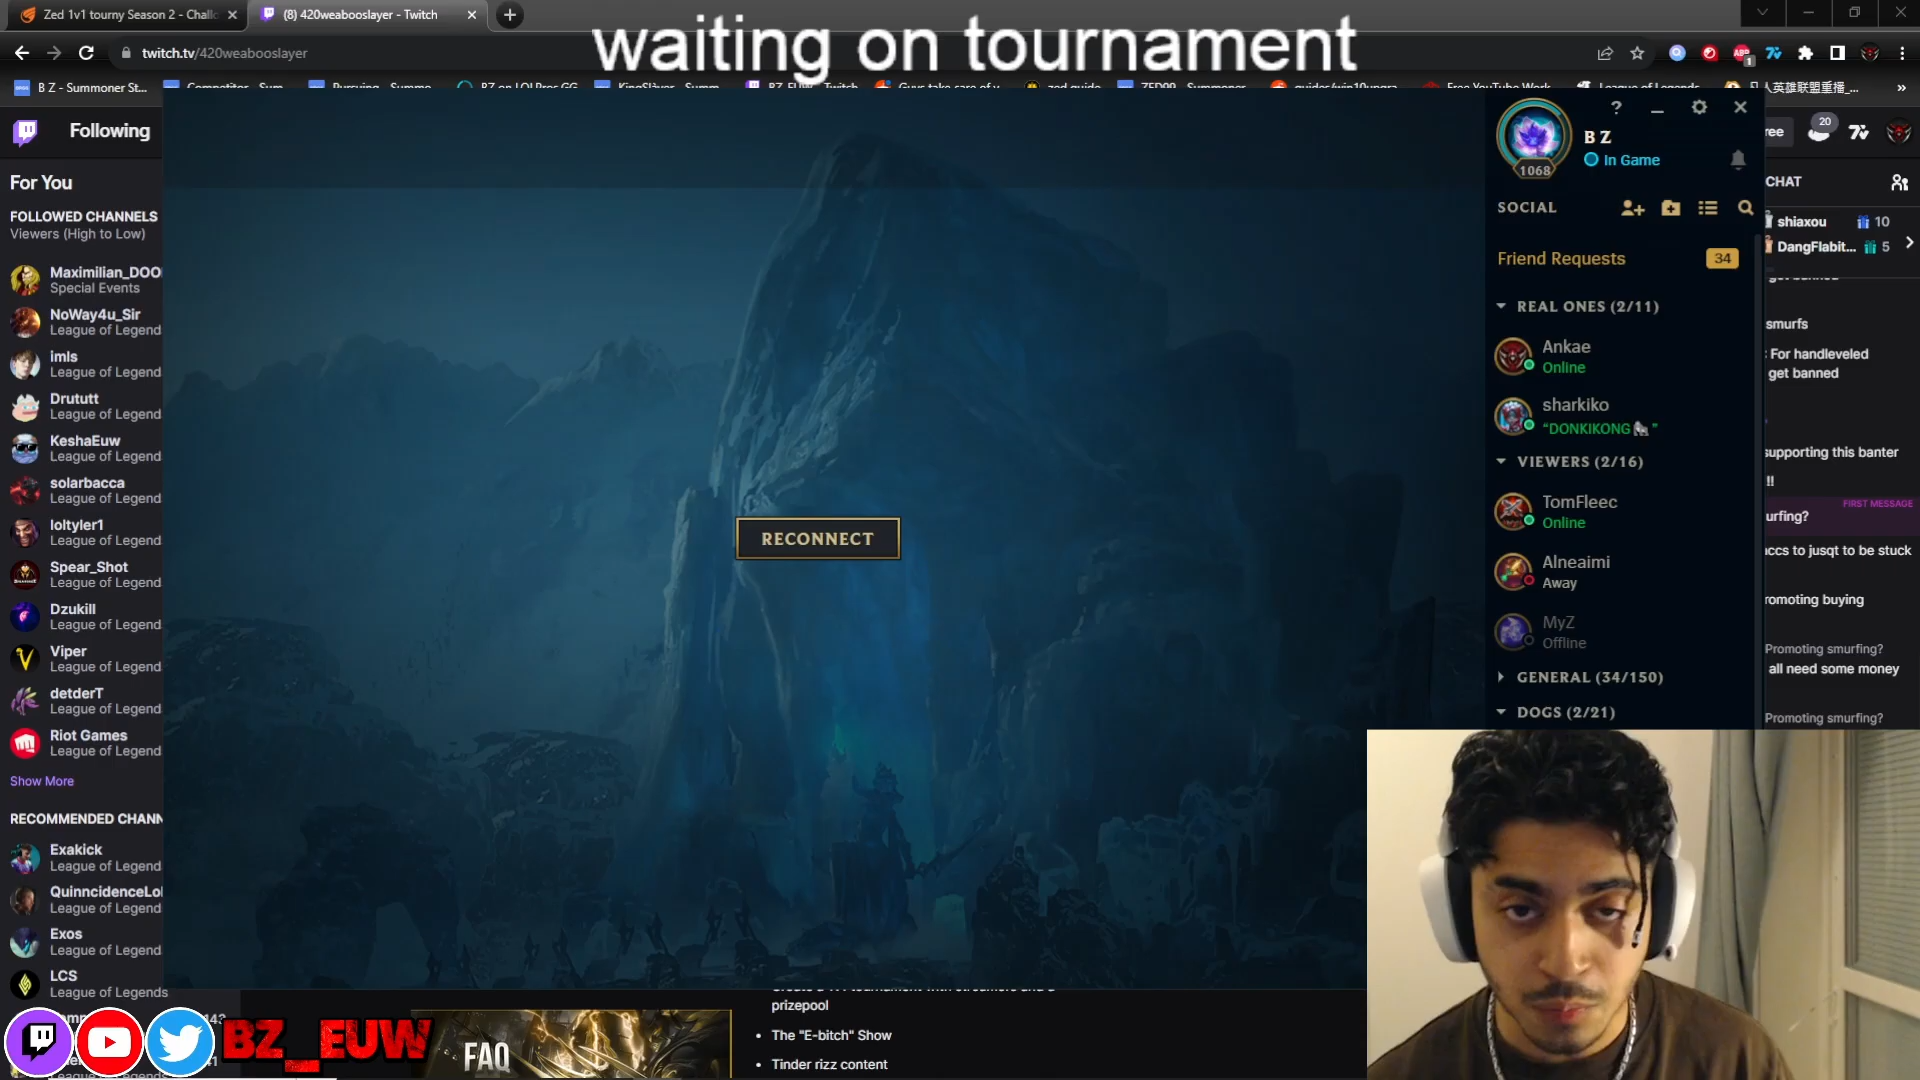 Zed 1v1 tourny Season 2 - Challo
(8) 420weabooslayer - Twitch
waiting on tournament
twitch.tv/420weabooslayer
B Z - Summoner St...
Following
For You
FOLLOWED CHANNELS
Viewers (High to Low)
Maximilian_DOO
Special Events
NoWay4u_Sir
League of Legend
imls
League of Legend
Drututt
League of Legend
KeshaEuw
League of Legend
solarbacca
League of Legend
loltyler1
League of Legend
Spear_Shot
League of Legend
Dzukill
League of Legend
Viper
League of Legend
detderT
League of Legend
Riot Games
League of Legend
Show More
RECOMMENDED CHANN
Exakick
League of Legend
QuinncidenceLol
League of Legend
Exos
League of Legend
LCS
League of Legends
BZ_EUW
RECONNECT
FAQ
prizepool
The "E-bitch" Show
Tinder rizz content
1068
B Z
In Game
SOCIAL
Friend Requests
34
REAL ONES (2/11)
Ankae
Online
sharkiko
“DONKIKONG🦍”
VIEWERS (2/16)
TomFleec
Online
Alneaimi
Away
MyZ
Offline
GENERAL (34/150)
DOGS (2/21)
ree
20
CHAT
shiaxou
10
DangFlabit...
5
get banned
smurfs
: For handleveled
get banned
supporting this banter
!!
FIRST MESSAGE
urfing?
accs to jusqt to be stuck
romoting buying
Promoting smurfing?
all need some money
Promoting smurfing?